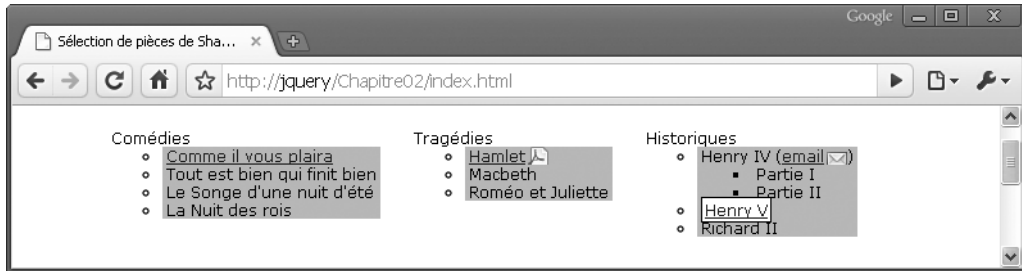 Google
Sélection de pièces de Sha...
http://jquery/Chapitre02/index.html
Comédies
Comme il vous plaira
Tout est bien qui finit bien
Le Songe d'une nuit d'été
La Nuit des rois
Tragédies
Hamlet
Macbeth
Roméo et Juliette
Historiques
Henry IV (email)
Partie I
Partie II
Henry V
Richard II